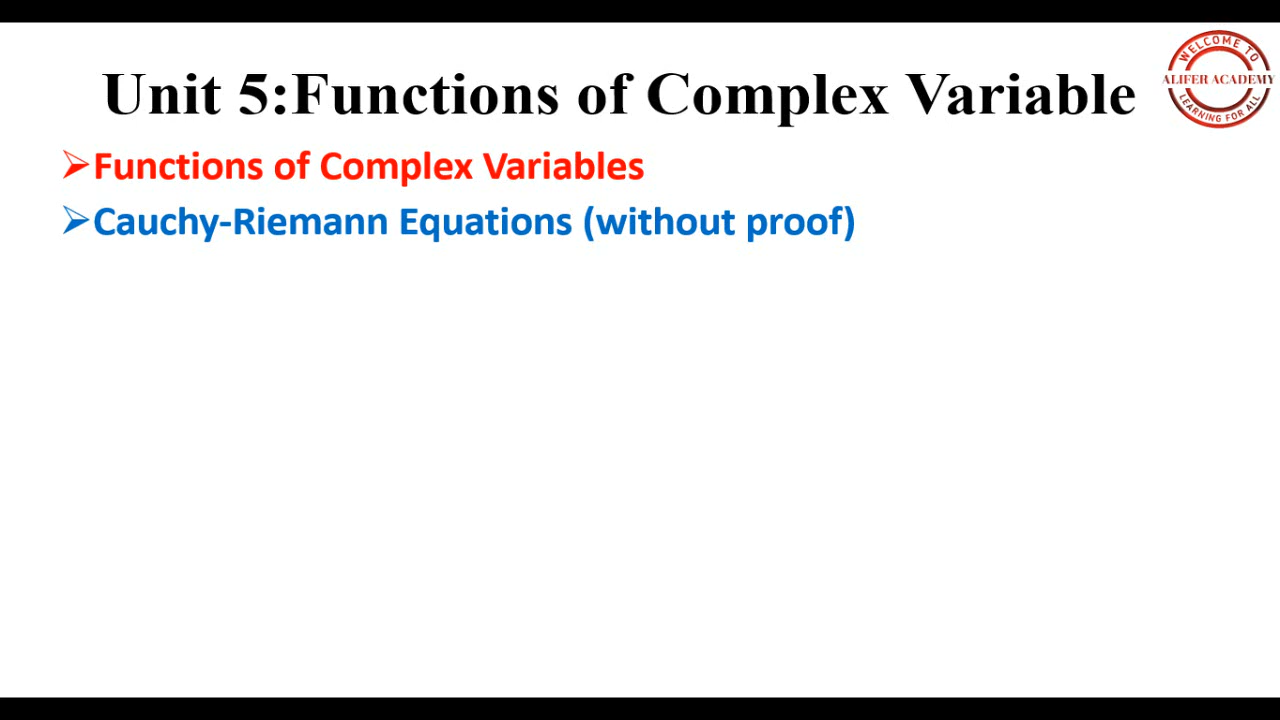 Unit 5:Functions of Complex Variable
WELCOME TO
ALIFER ACADEMY
LEARNING FOR ALL
➢Functions of Complex Variables
➢Cauchy-Riemann Equations (without proof)